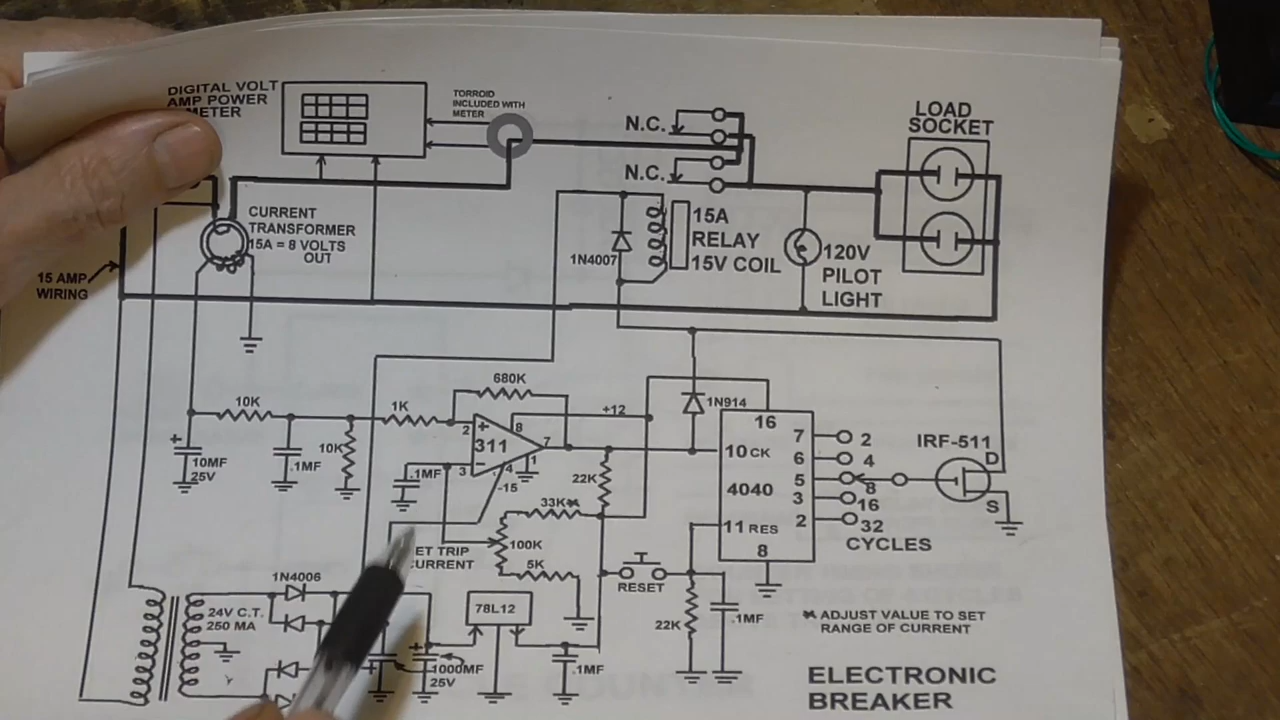 DIGITAL VOLT
AMP POWER
METER
TORROID
INCLUDED WITH
METER
N.C.
N.C.
LOAD
SOCKET
CURRENT
TRANSFORMER
15A = 8 VOLTS
OUT
15 AMP
WIRING
1N4007
15A
RELAY
15V COIL
120V
PILOT
LIGHT
680K
10K
1K
+12
1N914
2
+
8
311
7
3
-
4
1
-15
10K
10MF
25V
.1MF
.1MF
22K
33K*
100K
5K
16
10 CK
4040
11 RES
8
7
6
5
3
2
2
4
8
16
32
CYCLES
IRF-511
D
S
CURRENT
RESET
1N4006
24V C.T.
250 MA
78L12
+
1000MF
25V
.1MF
22K
.1MF
* ADJUST VALUE TO SET
RANGE OF CURRENT
ELECTRONIC
BREAKER